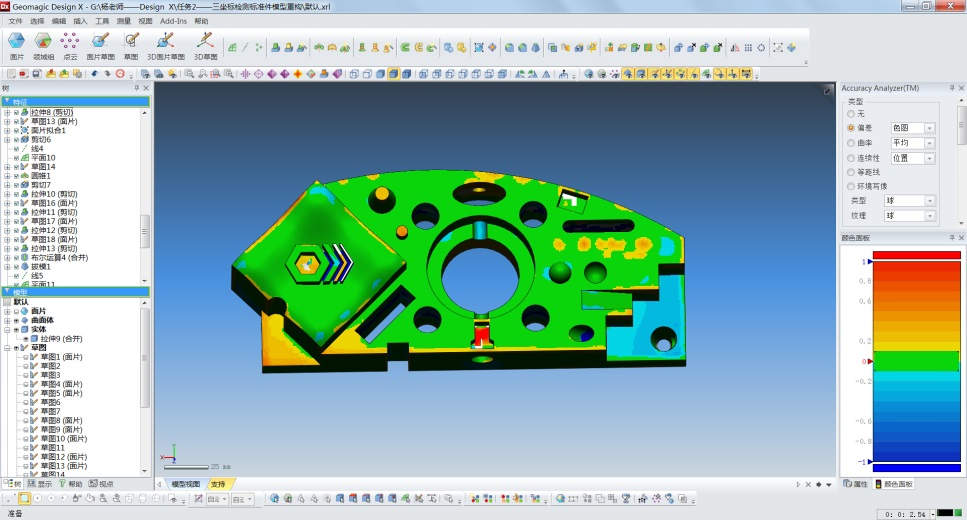 Geomagic Design X - G:\杨老师——Design X\任务2——三坐标检测标准件模型重构\默认.xrl
文件 选择 编辑 插入 工具 测量 视图 Add-Ins 帮助
面片 领域组 点云 面片草图 草图 3D面片草图 3D草图
树
特征
拉伸8 (剪切)
草图13 (面片)
面片拟合1
剪切6
线4
平面10
草图14
圆锥1
剪切7
拉伸10 (剪切)
草图16 (面片)
拉伸11 (剪切)
草图17 (面片)
拉伸12 (剪切)
草图18 (面片)
拉伸13 (剪切)
布尔运算4 (合并)
拔模1
线5
平面11
模型
默认
面片
曲面体
实体
拉伸9 (合并)
草图
草图1 (面片)
草图2
草图3
草图4 (面片)
草图5 (面片)
草图6
草图7
草图8 (面片)
草图9 (面片)
草图10 (面片)
草图11
草图12 (面片)
草图13 (面片)
草图14
树 显示 帮助 视点
25 mm
模型视图 支持
Accuracy Analyzer(TM)
类型
无
偏差 色图
曲率 平均
连续性 位置
等距线
环境写像
类型 球
纹理 球
颜色面板
1
0.8
0.6
0.2
0
-0.2
-0.6
-0.8
-1
属性 颜色面板
自动 自动
准备
0: 0: 2.54